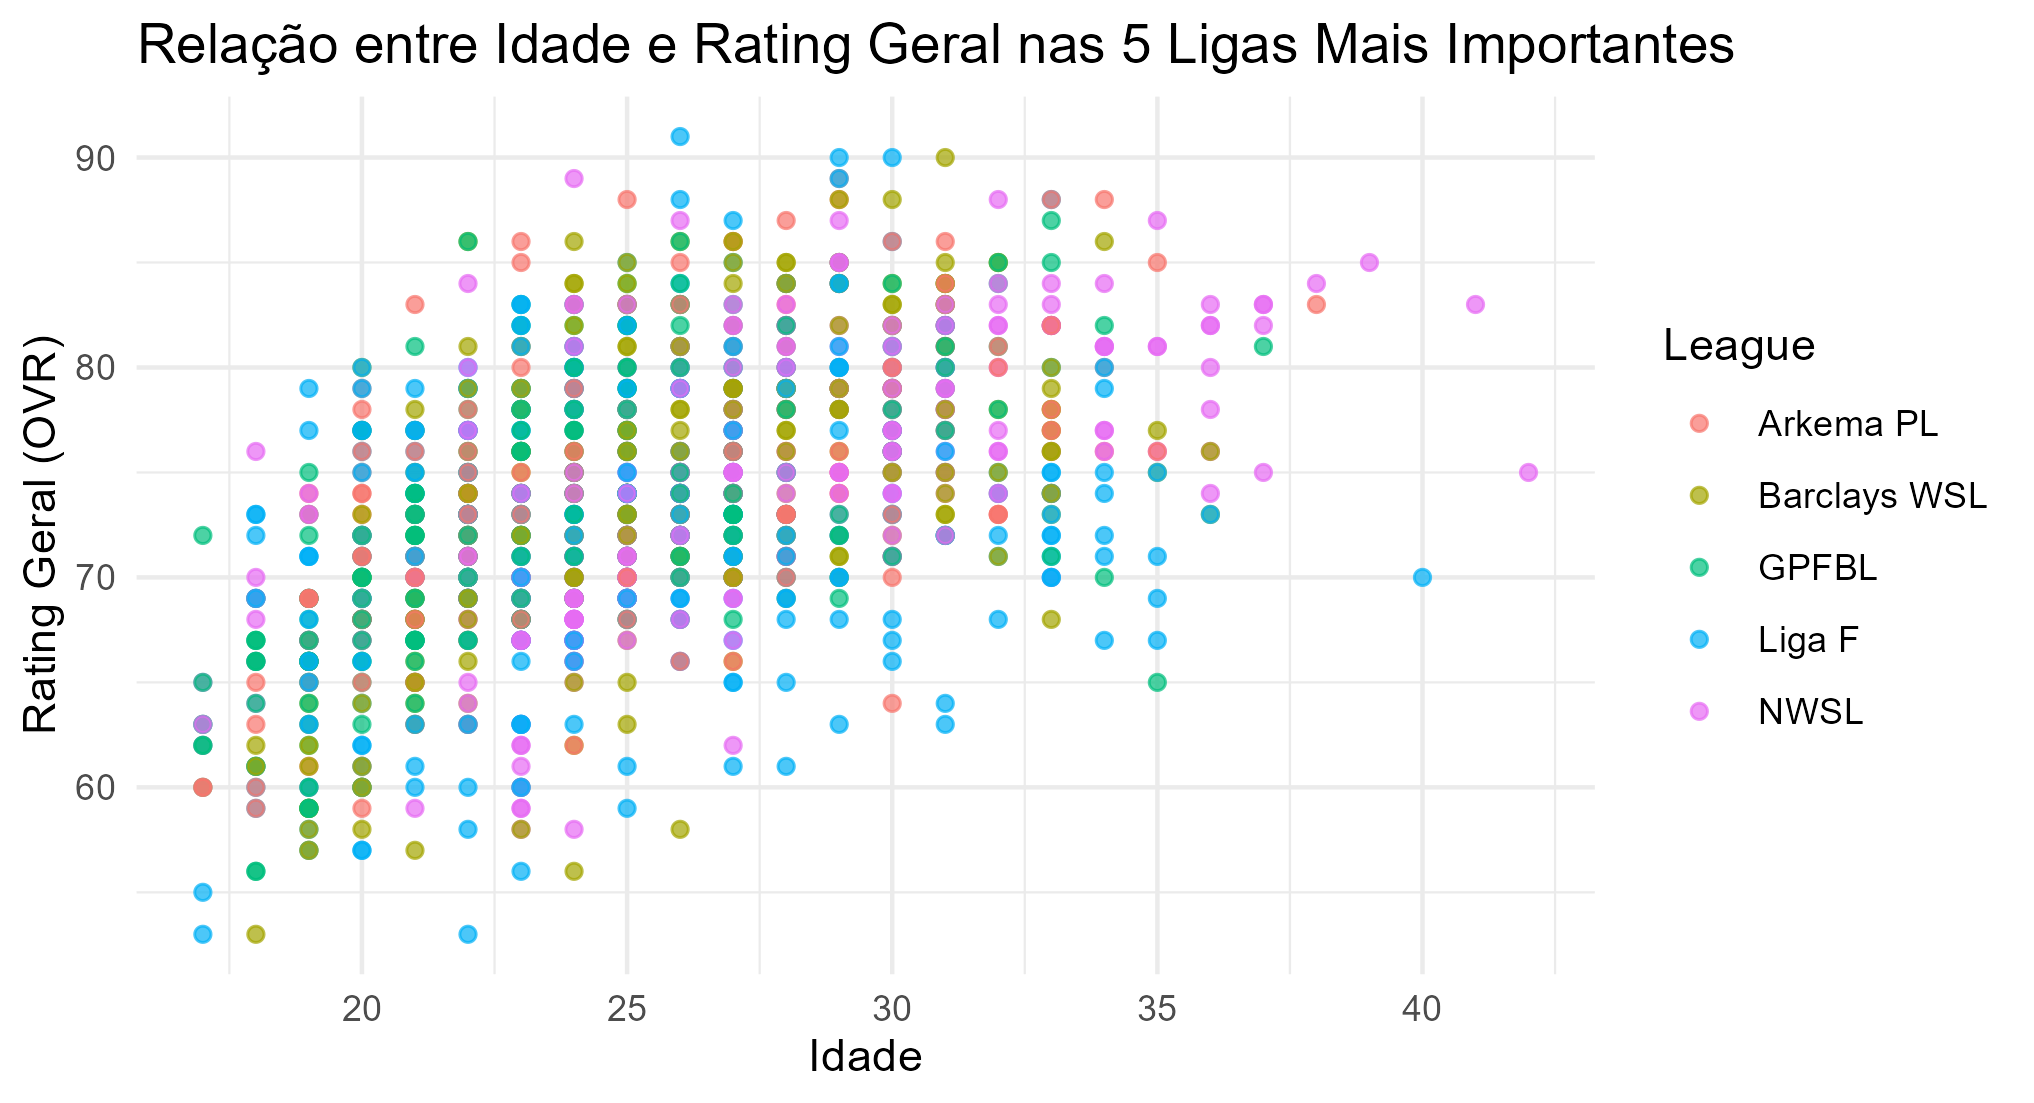 Relação entre Idade e Rating Geral nas 5 Ligas Mais Importantes
Rating Geral (OVR)
90
80
70
60
20
25
30
35
40
Idade
League
Arkema PL
Barclays WSL
GPFBL
Liga F
NWSL